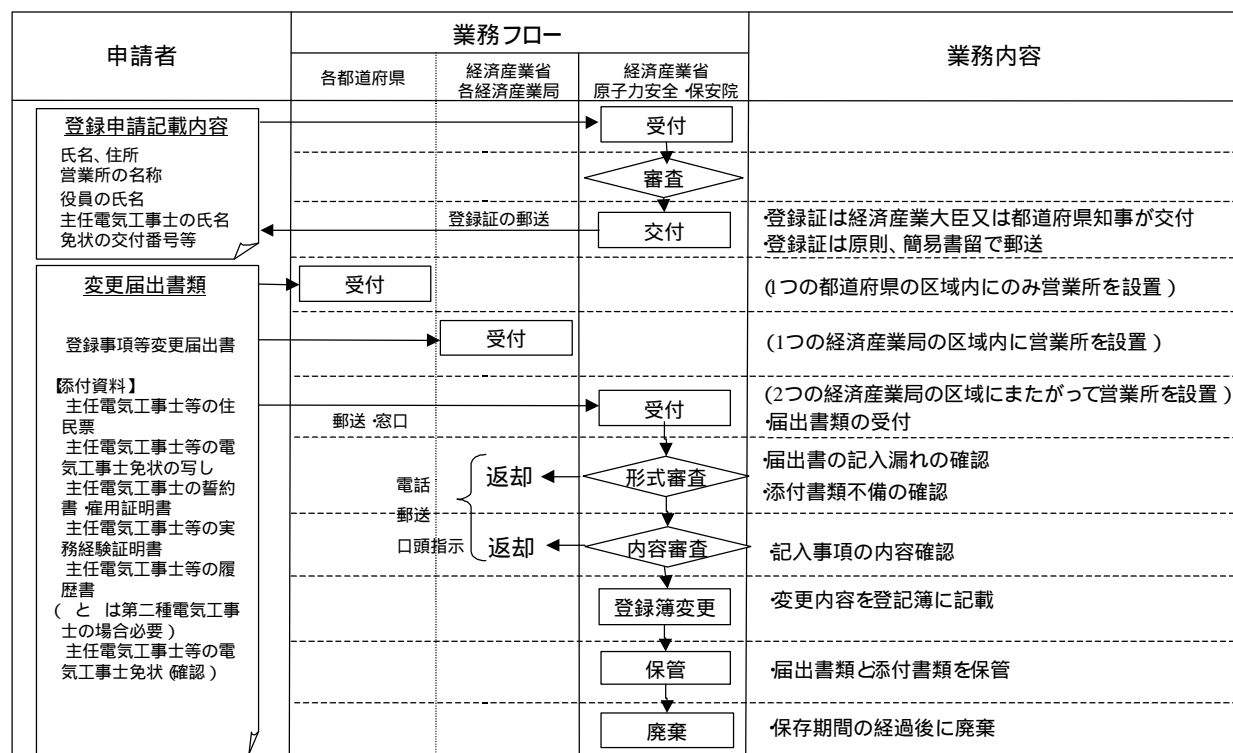 申請者
業務フロー
業務内容
各都道府県
経済産業省
各経済産業局
経済産業省
原子力安全・保安院
登録申請記載内容
氏名、住所
営業所の名称
役員の氏名
主任電気工事士の氏名
免状の交付番号等
受付
審査
登録証の郵送
交付
・登録証は経済産業大臣又は都道府県知事が交付
・登録証は原則、簡易書留で郵送
変更届出書類
登録事項等変更届出書
【添付資料】
主任電気工事士等の住
民票
主任電気工事士等の電
気工事士免状の写し
主任電気工事士の誓約
書・雇用証明書
主任電気工事士等の実
務経験証明書
主任電気工事士等の履
歴書
( と は第二種電気工事
士の場合必要)
主任電気工事士等の電
気工事士免状(確認)
受付
(1つの都道府県の区域内にのみ営業所を設置)
受付
(1つの経済産業局の区域内に営業所を設置)
郵送・窓口
受付
(2つの経済産業局の区域にまたがって営業所を設置)
・届出書類の受付
電話
郵送
口頭指示
返却
形式審査
・届出書の記入漏れの確認
・添付書類不備の確認
返却
内容審査
・記入事項の内容確認
登録簿変更
・変更内容を登記簿に記載
保管
・届出書類と添付書類を保管
廃棄
・保存期間の経過後に廃棄